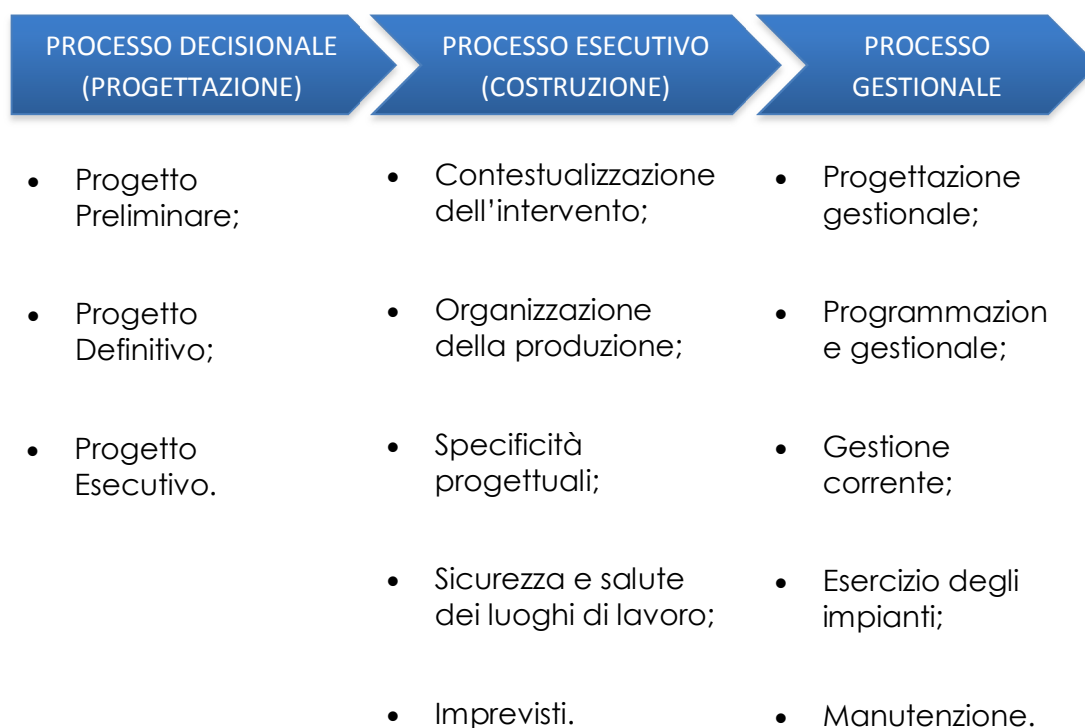 PROCESSO DECISIONALE
(PROGETTAZIONE)
PROCESSO ESECUTIVO
(COSTRUZIONE)
PROCESSO
GESTIONALE
• Progetto
Preliminare;
• Progetto
Definitivo;
• Progetto
Esecutivo.
• Contestualizzazione
dell’intervento;
• Organizzazione
della produzione;
• Specificità
progettuali;
• Sicurezza e salute
dei luoghi di lavoro;
• Imprevisti.
• Progettazione
gestionale;
• Programmazion
e gestionale;
• Gestione
corrente;
• Esercizio degli
impianti;
• Manutenzione.